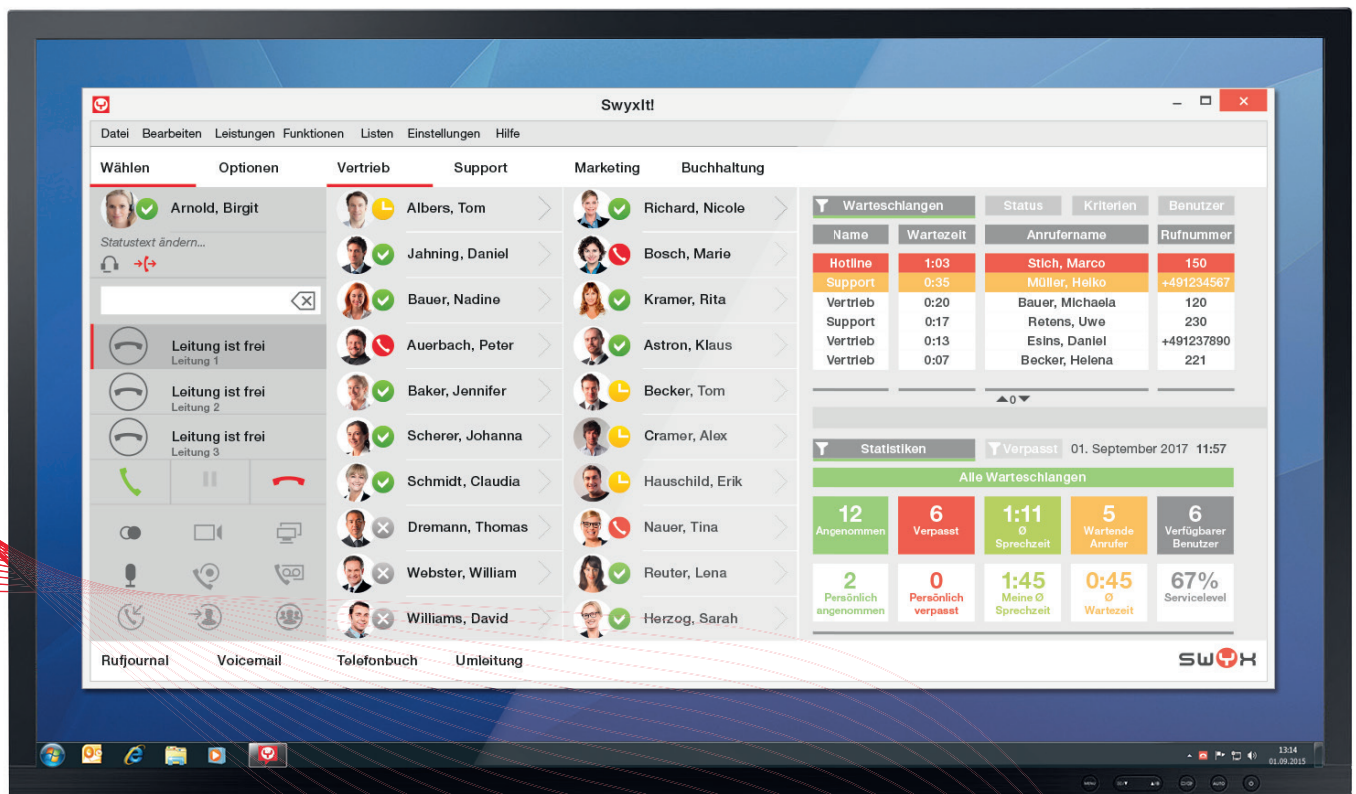 SwyxIt!
Datei Bearbeiten Leistungen Funktionen Listen Einstellungen Hilfe
Wählen Optionen Vertrieb Support Marketing Buchhaltung
Arnold, Birgit
Statustext ändern...
Leitung ist frei
Leitung 1
Leitung ist frei
Leitung 2
Leitung ist frei
Leitung 3
Albers, Tom
Jahning, Daniel
Bauer, Nadine
Auerbach, Peter
Baker, Jennifer
Scherer, Johanna
Schmidt, Claudia
Dremann, Thomas
Webster, William
Williams, David
Richard, Nicole
Bosch, Marie
Kramer, Rita
Astron, Klaus
Becker, Tom
Cramer, Alex
Hauschild, Erik
Nauer, Tina
Reuter, Lena
Herzog, Sarah
Warteschlangen Status Kriterien Benutzer
Name Wartezeit Anrufername Rufnummer
Hotline 1:03 Stich, Marco 150
Support 0:35 Müller, Heiko +491234567
Vertrieb 0:20 Bauer, Michaela 120
Support 0:17 Retens, Uwe 230
Vertrieb 0:13 Esins, Daniel +491237890
Vertrieb 0:07 Becker, Helena 221
▲0▼
Statistiken Verpasst 01. September 2017 11:57
Alle Warteschlangen
12 6 1:11 5 6
Angenommen Verpasst Ø Wartende Verfügbarer
Sprechzeit Anrufer Benutzer
2 0 1:45 0:45 67%
Persönlich Persönlich Meine Ø Ø Servicelevel
angenommen verpasst Sprechzeit Wartezeit
Rufjournal Voicemail Telefonbuch Umleitung
swyx
13:14
01.09.2015
MENU
AUTO